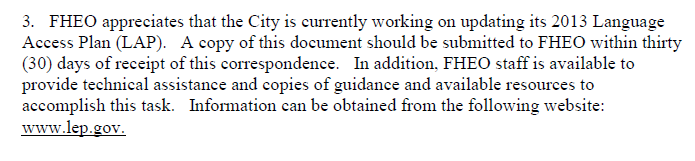 3.   FHEO appreciates that the City is currently working on updating its 2013 Language
Access Plan (LAP).   A copy of this document should be submitted to FHEO within thirty
(30) days of receipt of this correspondence.   In addition, FHEO staff is available to
provide technical assistance and copies of guidance and available resources to
accomplish this task.   Information can be obtained from the following website:
www.lep.gov.